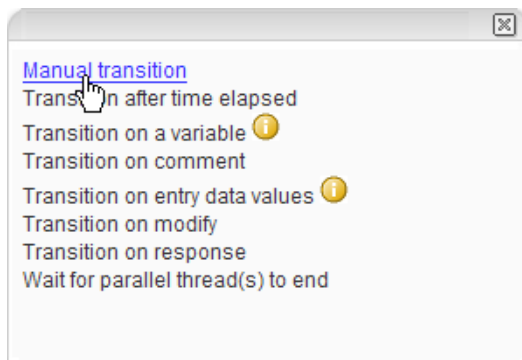 Manual transition
Transition after time elapsed
Transition on a variable
Transition on comment
Transition on entry data values
Transition on modify
Transition on response
Wait for parallel thread(s) to end